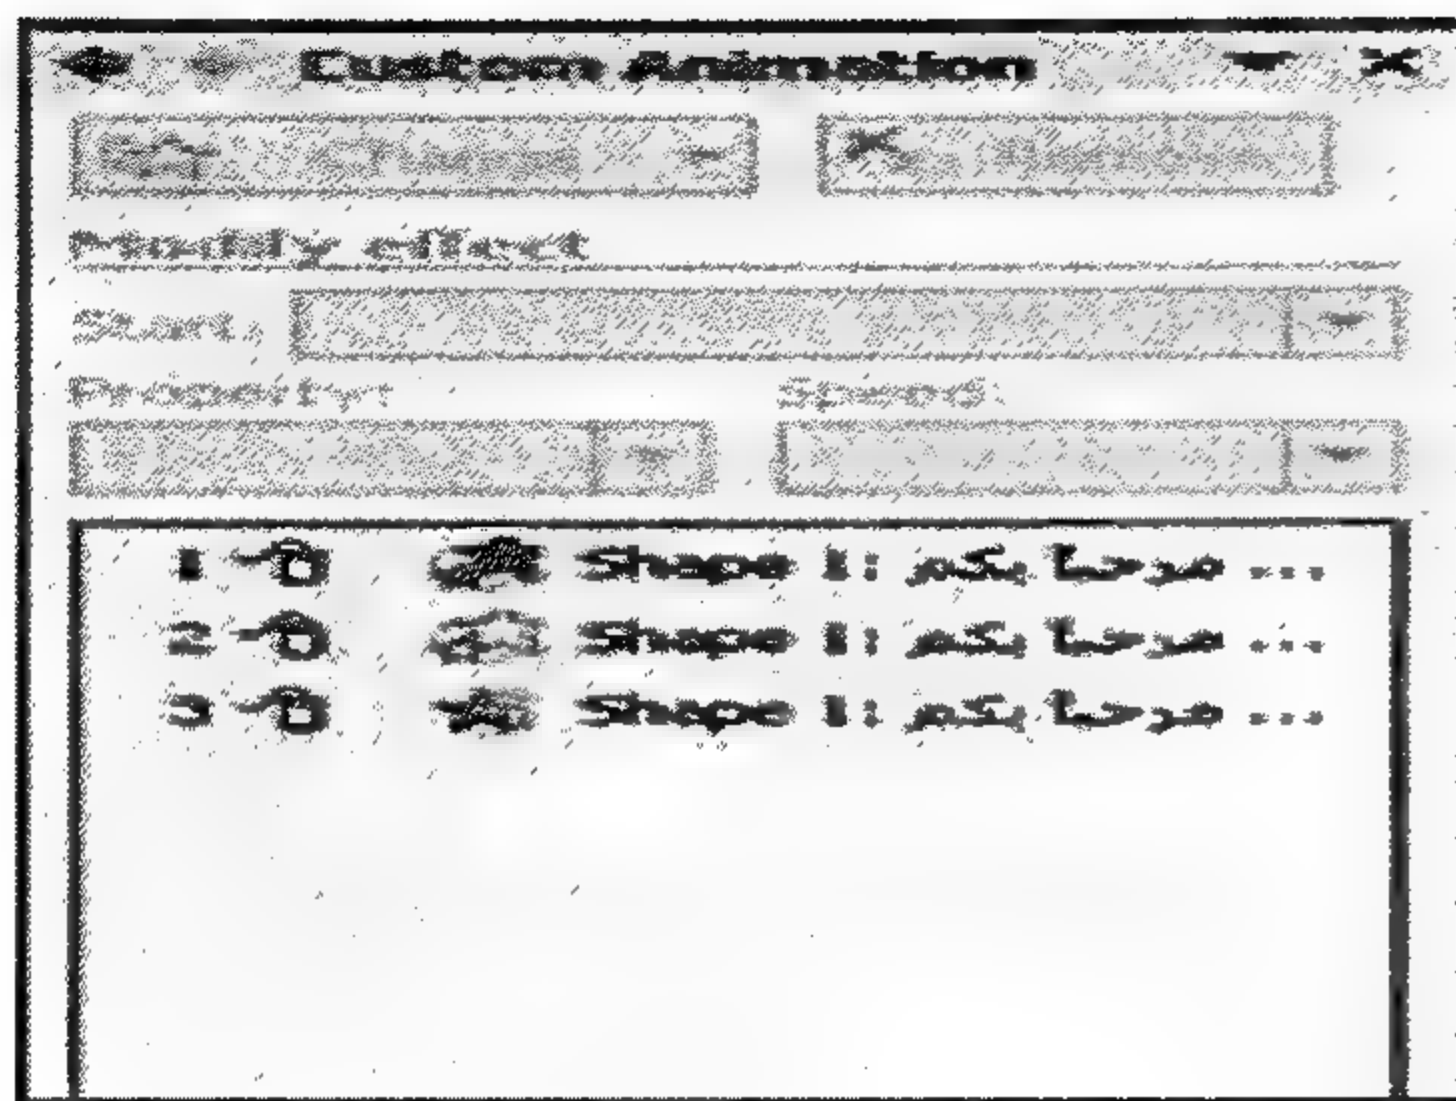 Custom Animation
Modify effect
Start:
Property: Speed:
1 Shape 1: مرحبا بكم ...
2 Shape 1: مرحبا بكم ...
3 Shape 1: مرحبا بكم ...